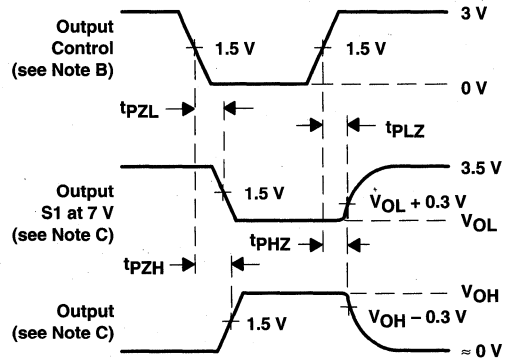 3 V
Output
Control
(see Note B)
1.5 V
1.5 V
0 V
tPZL
tPLZ
3.5 V
Output
S1 at 7 V
(see Note C)
1.5 V
VOL + 0.3 V
VOL
tPHZ
tPZH
VOH
Output
(see Note C)
1.5 V
VOH − 0.3 V
≈ 0 V